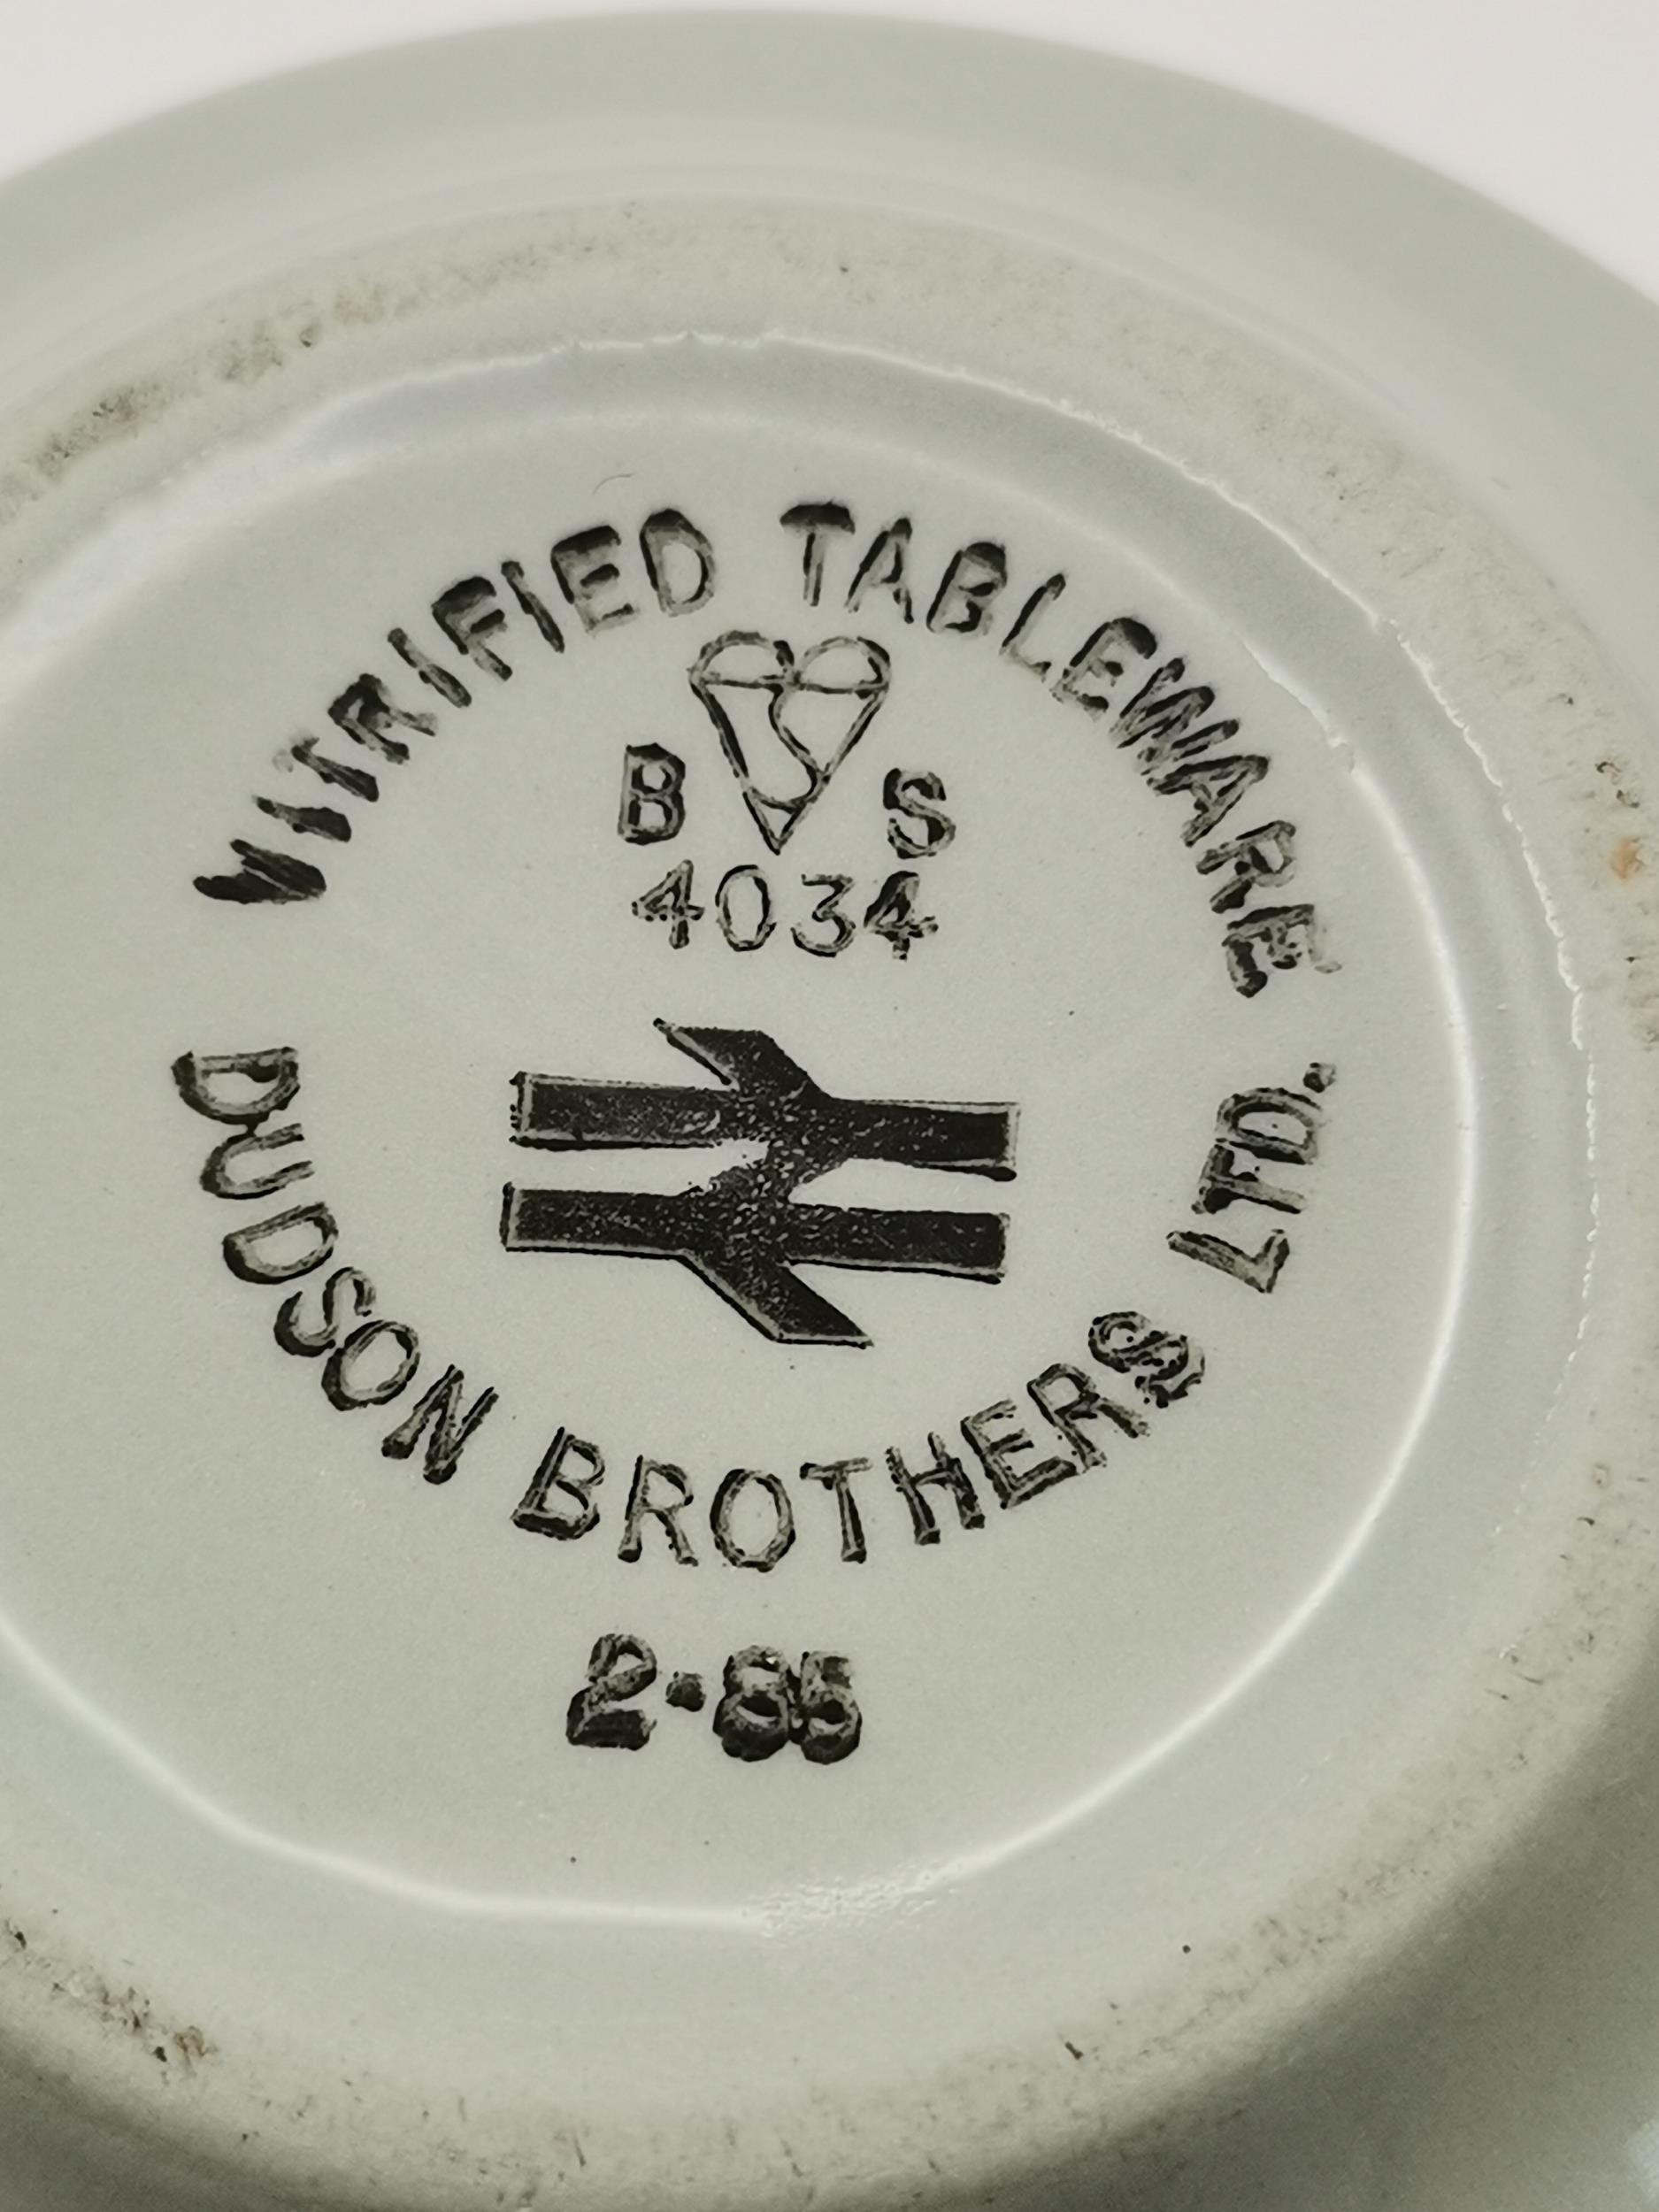 VITRIFIED TABLEWARE
B S
4034
DUDSON BROTHERS LTD.
2·85